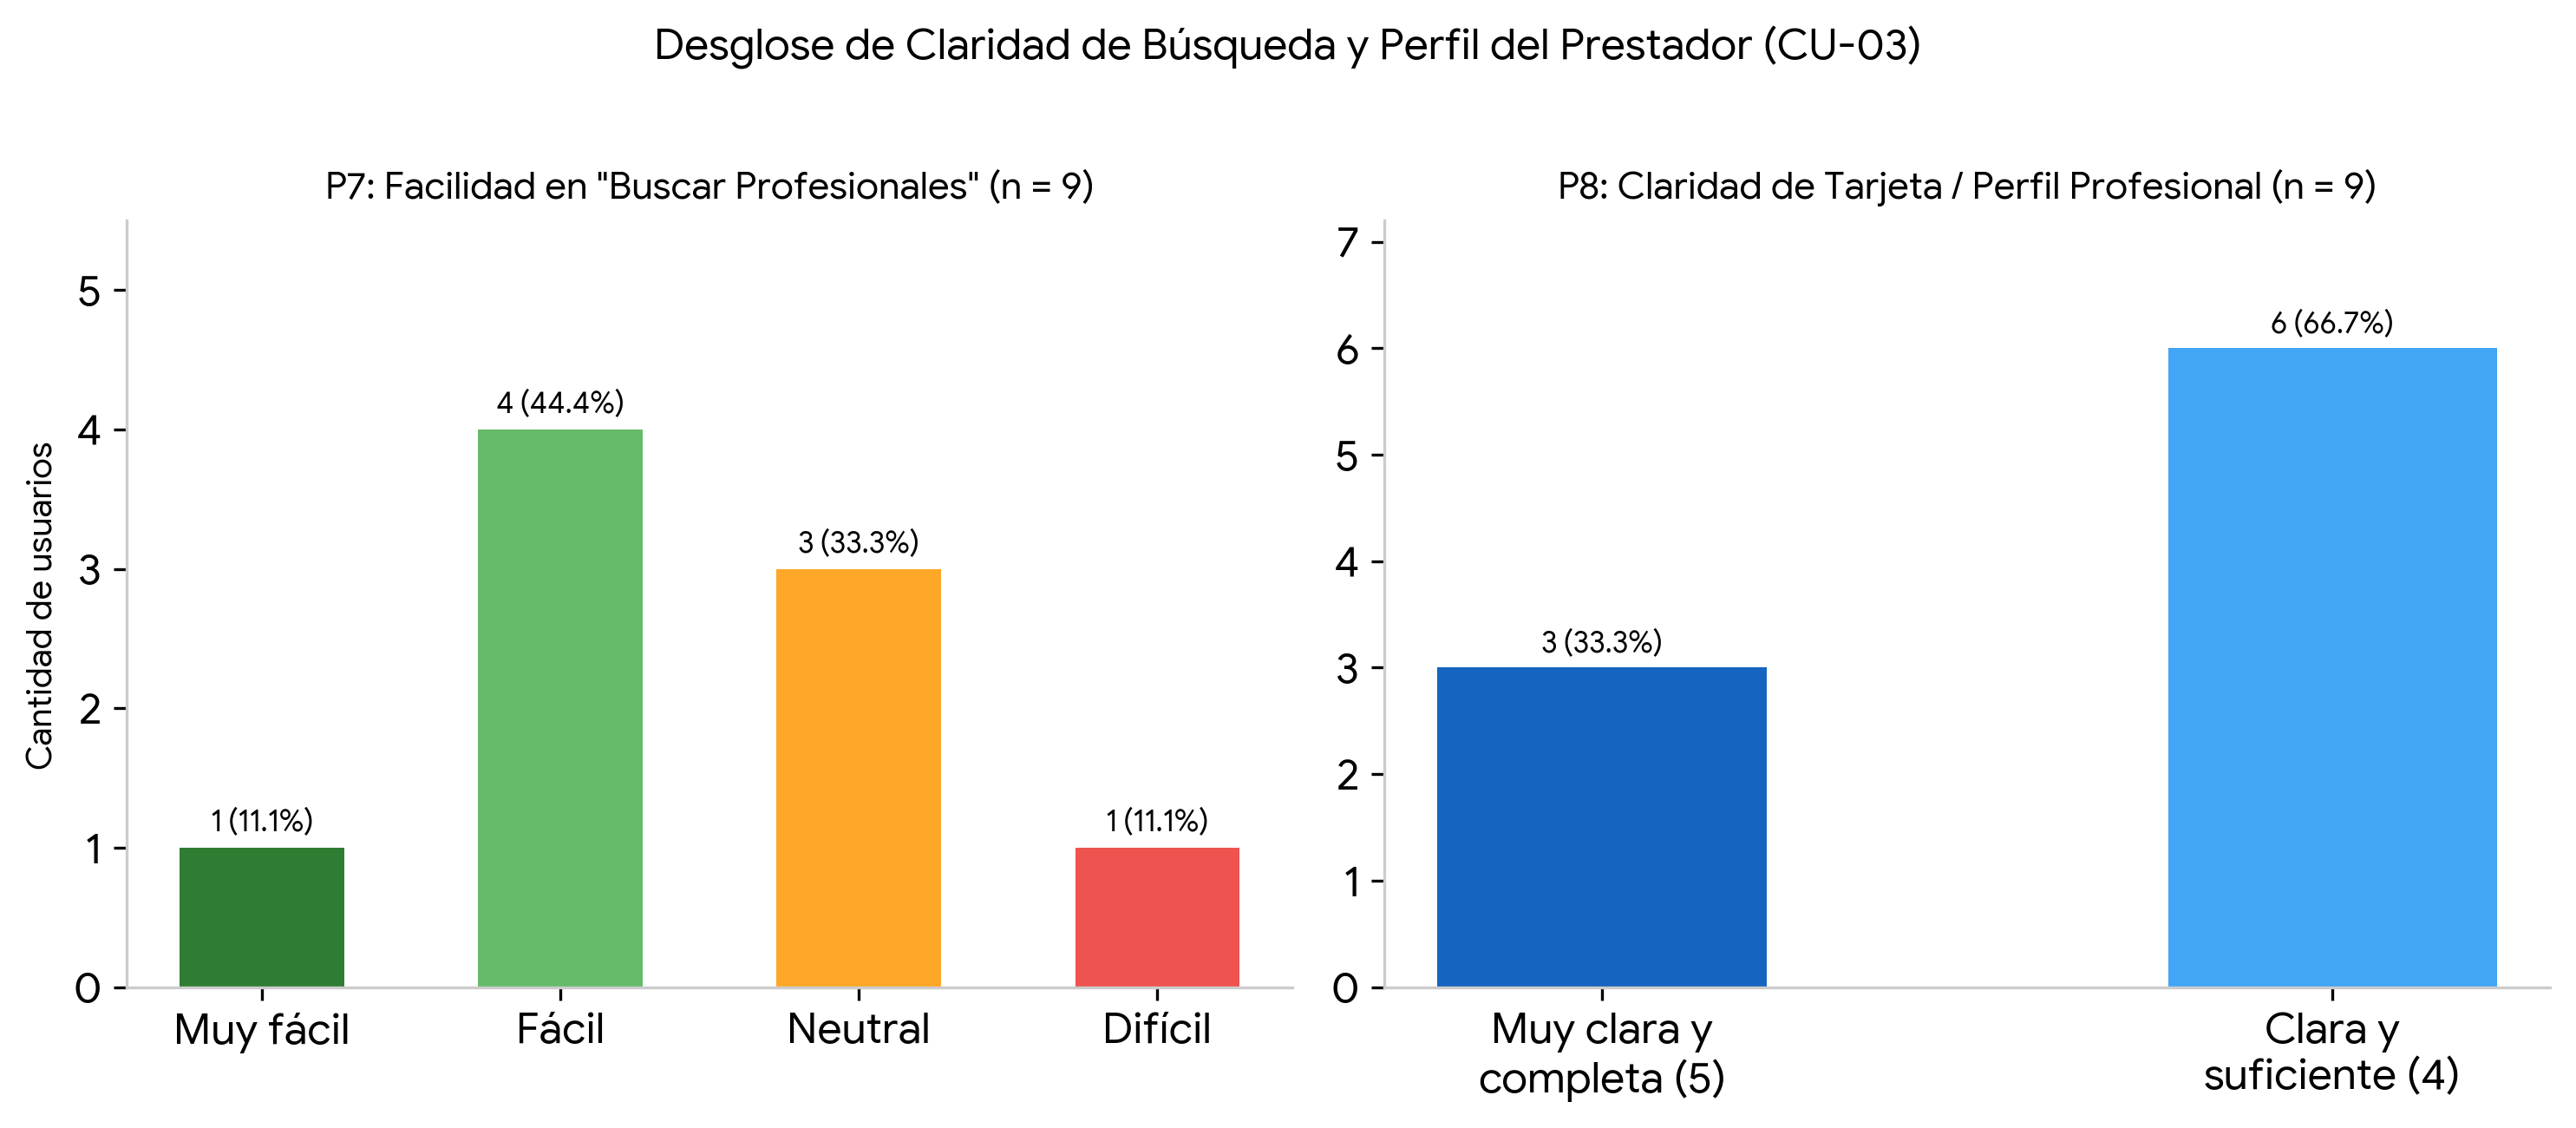 Desglose de Claridad de Búsqueda y Perfil del Prestador (CU-03)
P7: Facilidad en "Buscar Profesionales" (n = 9)
Cantidad de usuarios
5
4
3
2
1
0
1 (11.1%)
4 (44.4%)
3 (33.3%)
1 (11.1%)
Muy fácil
Fácil
Neutral
Difícil
P8: Claridad de Tarjeta / Perfil Profesional (n = 9)
7
6
5
4
3
2
1
0
3 (33.3%)
6 (66.7%)
Muy clara y
completa (5)
Clara y
suficiente (4)